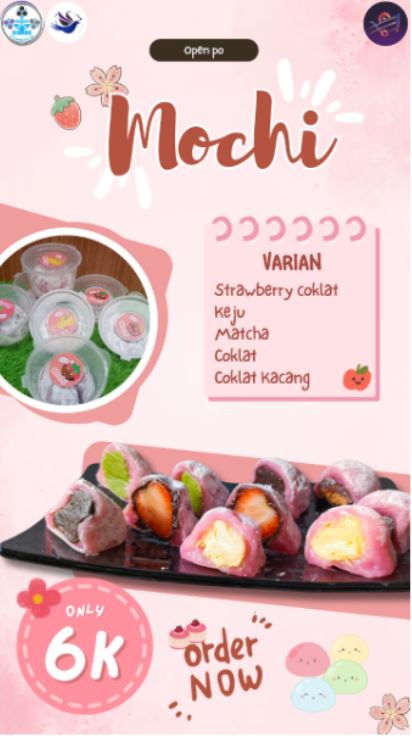 Open po
Mochi
VARIAN
Strawberry coklat
Keju
Matcha
Coklat
Coklat Kacang
ONLY
6K
order
NOW